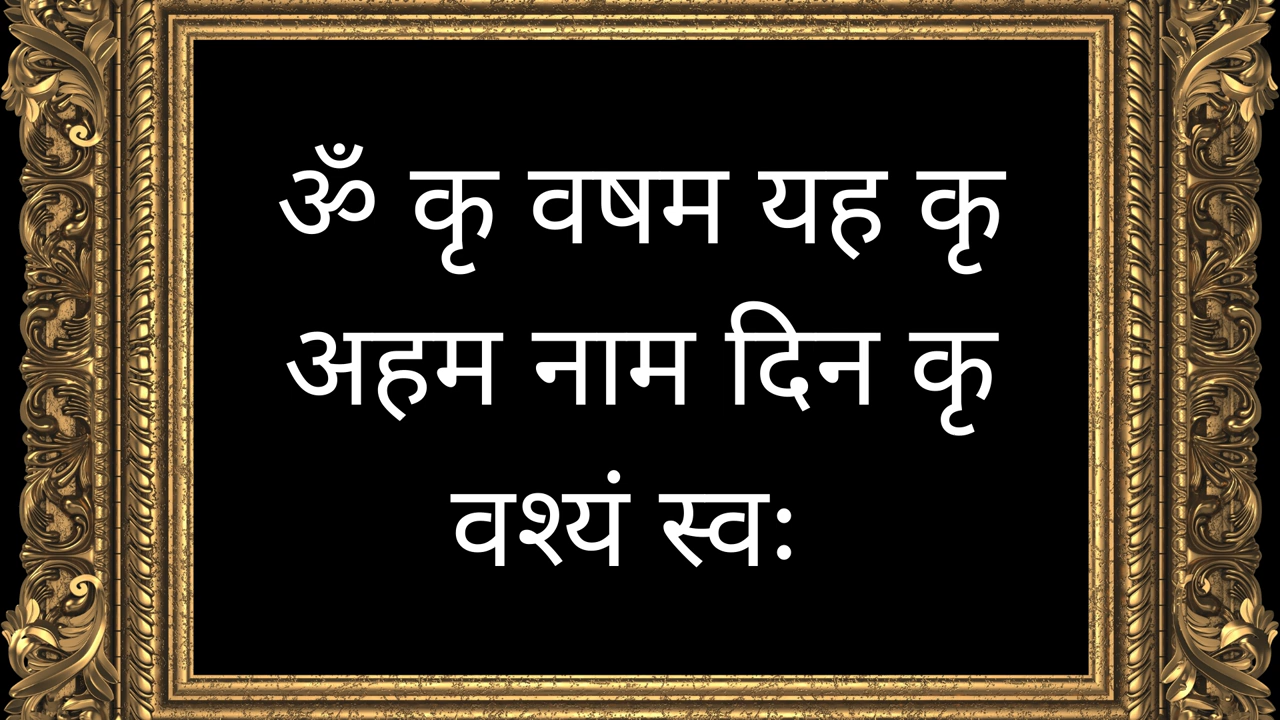 ॐ कृ वषम यह कृ
अहम नाम दिन कृ
वश्यं स्वः